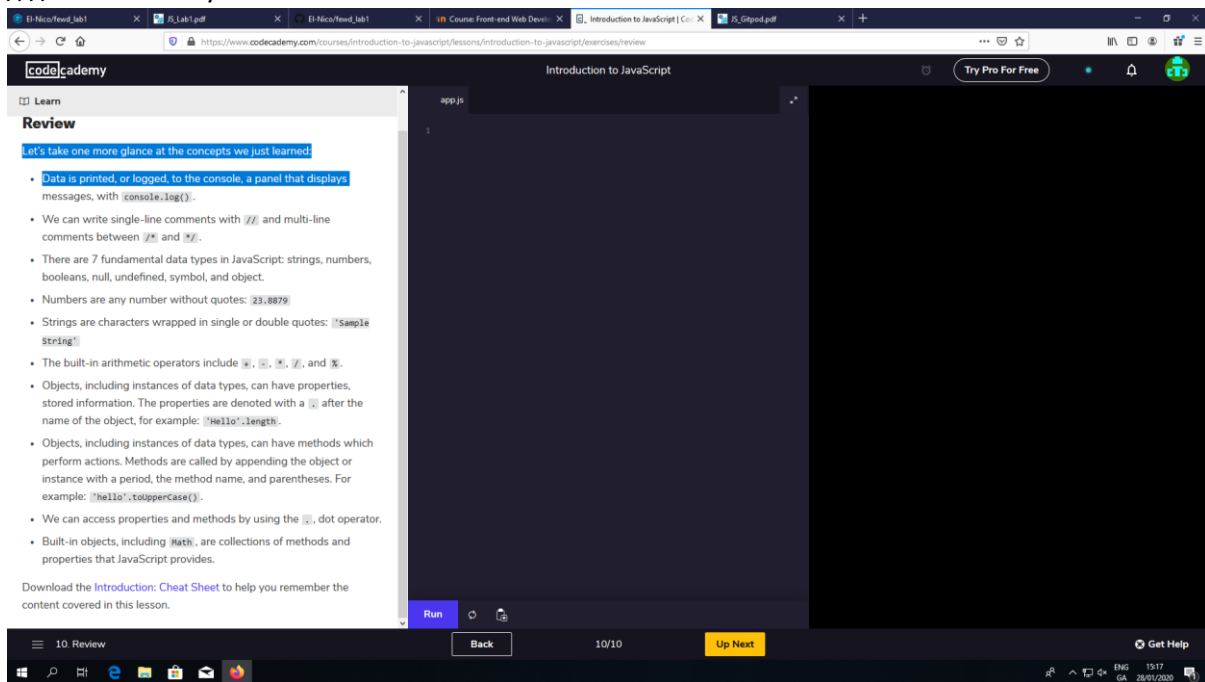 El-Nico/fewd_lab1
JS_Lab1.pdf
El-Nico/fewd_lab1
Course: Front-end Web Develo
Introduction to JavaScript | Cod
JS_Gitpod.pdf
https://www.codecademy.com/courses/introduction-to-javascript/lessons/introduction-to-javascript/exercises/review
codecademy
Introduction to JavaScript
Try Pro For Free
Learn
app.js
Review
1
Let's take one more glance at the concepts we just learned:
• Data is printed, or logged, to the console, a panel that displays
messages, with console.log().
• We can write single-line comments with // and multi-line
comments between /* and */.
• There are 7 fundamental data types in JavaScript: strings, numbers,
booleans, null, undefined, symbol, and object.
• Numbers are any number without quotes: 23.8879
• Strings are characters wrapped in single or double quotes: 'Sample
String'
• The built-in arithmetic operators include +, -, *, /, and %.
• Objects, including instances of data types, can have properties,
stored information. The properties are denoted with a . after the
name of the object, for example: 'Hello'.length.
• Objects, including instances of data types, can have methods which
perform actions. Methods are called by appending the object or
instance with a period, the method name, and parentheses. For
example: 'hello'.toUpperCase().
• We can access properties and methods by using the ., dot operator.
• Built-in objects, including Math, are collections of methods and
properties that JavaScript provides.
Download the Introduction: Cheat Sheet to help you remember the
content covered in this lesson.
Run
10. Review
Back
10/10
Up Next
Get Help
ENG
GA
15:17
28/01/2020